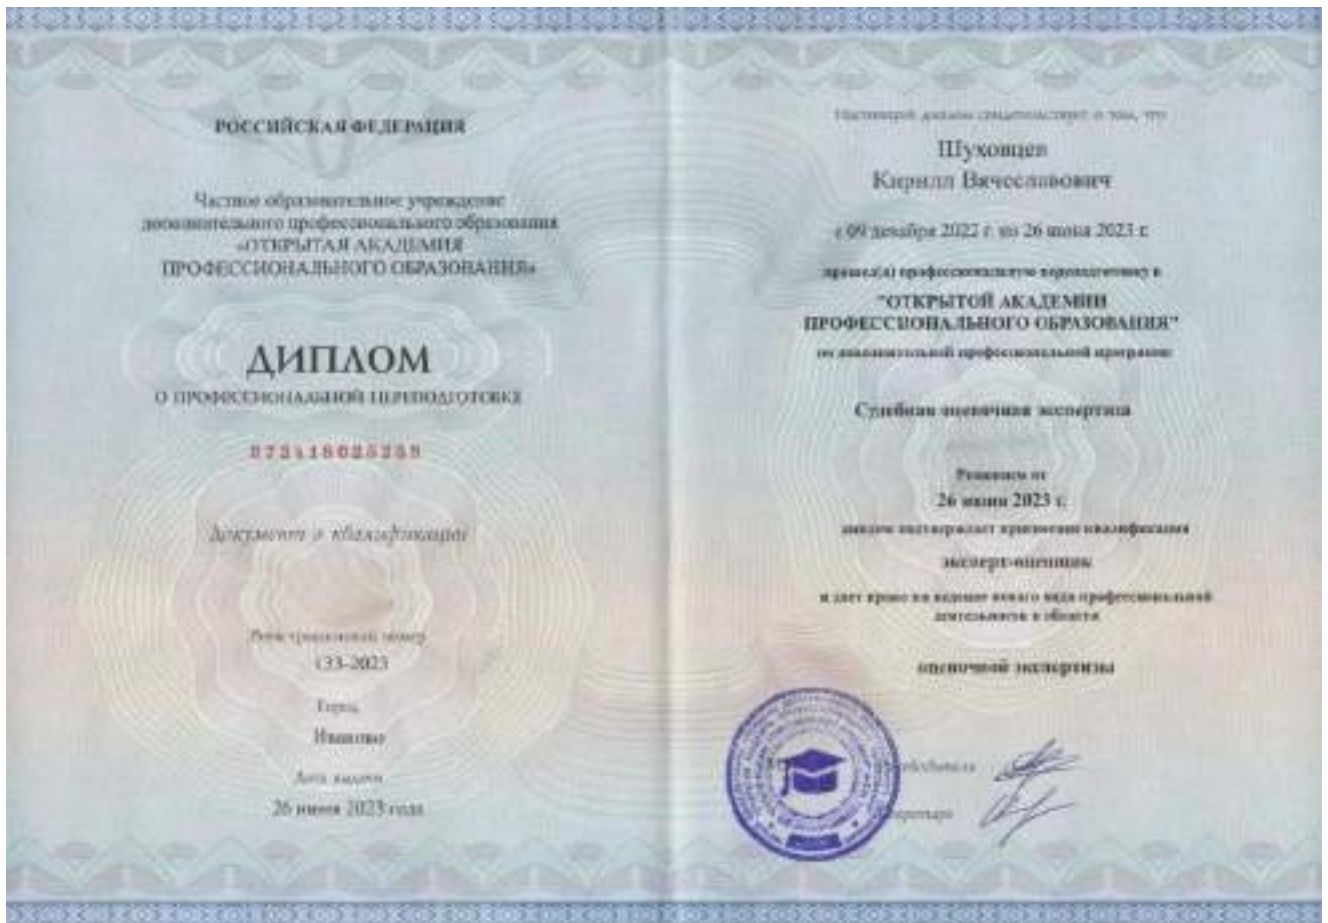 РОССИЙСКАЯ ФЕДЕРАЦИЯ
Частное образовательное учреждение
дополнительного профессионального образования
«ОТКРЫТАЯ АКАДЕМИЯ
ПРОФЕССИОНАЛЬНОГО ОБРАЗОВАНИЯ»
ДИПЛОМ
О ПРОФЕССИОНАЛЬНОЙ ПЕРЕПОДГОТОВКЕ
Документ о квалификации
Регистрационный номер
133-2023
Город
Иваново
Дата выдачи
26 июня 2023 года
Настоящий диплом свидетельствует о том, что
Шуховцев
Кирилл Вячеславович
с 09 декабря 2022 г. по 26 июня 2023 г.
прошел(а) профессиональную переподготовку в
"ОТКРЫТОЙ АКАДЕМИИ
ПРОФЕССИОНАЛЬНОГО ОБРАЗОВАНИЯ"
по дополнительной профессиональной программе
Судебная оценочная экспертиза
Решением от
26 июня 2023 г.
диплом подтверждает присвоение квалификации
эксперт-оценщик
и дает право на ведение нового вида профессиональной
деятельности в области
оценочной экспертизы